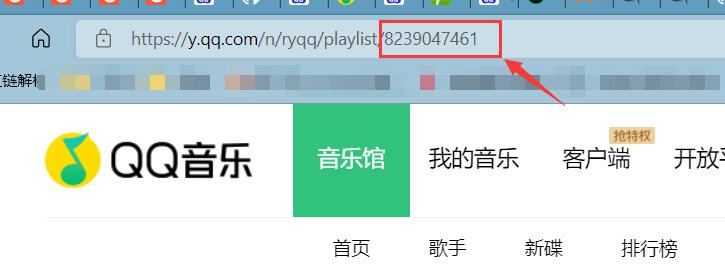 https://y.qq.com/n/ryqq/playlist/8239047461
链解析
QQ音乐
音乐馆
我的音乐
客户端
抢特权
开放平
首页
歌手
新碟
排行榜